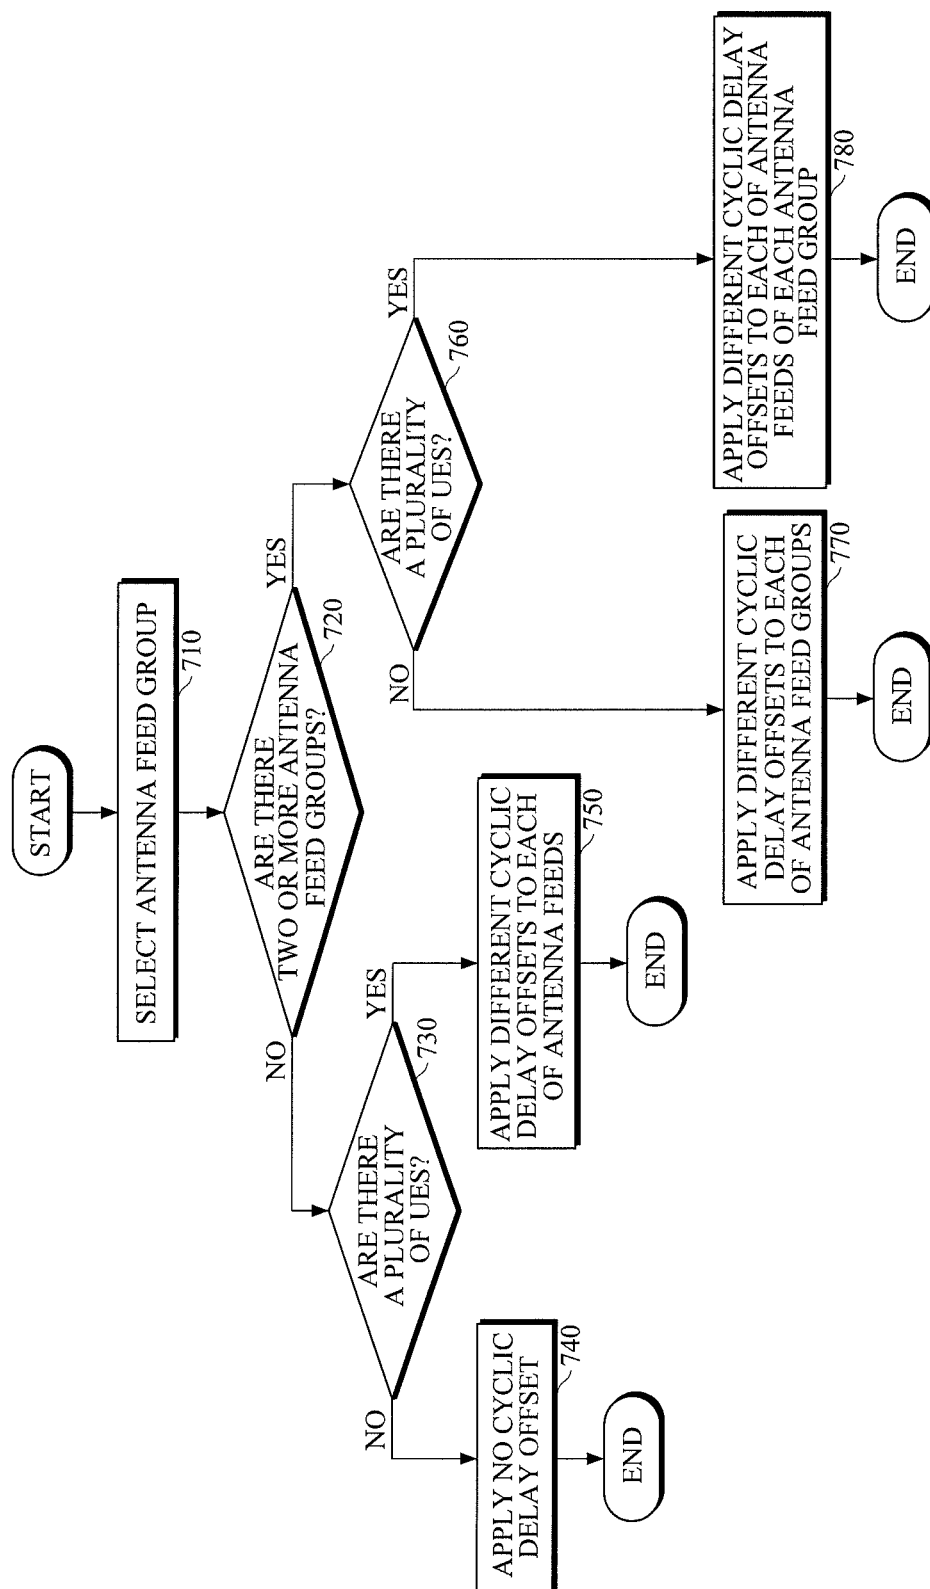 START
SELECT ANTENNA FEED GROUP
710
ARE THERE
TWO OR MORE ANTENNA
FEED GROUPS?
720
NO
YES
ARE THERE
A PLURALITY
OF UES?
730
NO
YES
APPLY NO CYCLIC
DELAY OFFSET
740
END
APPLY DIFFERENT CYCLIC
DELAY OFFSETS TO EACH
OF ANTENNA FEEDS
750
END
ARE THERE
A PLURALITY
OF UES?
760
NO
YES
APPLY DIFFERENT CYCLIC
DELAY OFFSETS TO EACH
OF ANTENNA FEED GROUPS
770
END
APPLY DIFFERENT CYCLIC DELAY
OFFSETS TO EACH OF ANTENNA
FEEDS OF EACH ANTENNA
FEED GROUP
780
END